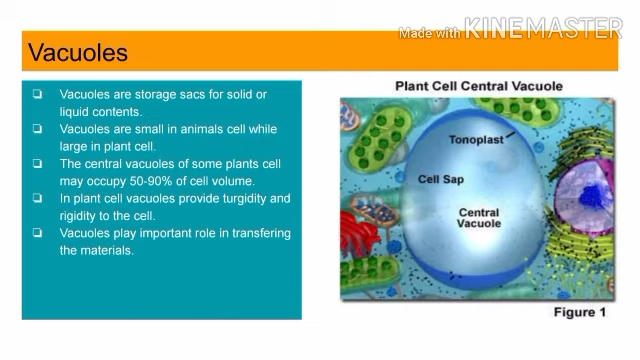 Made with KINEMASTER
Vacuoles
❑ Vacuoles are storage sacs for solid or
liquid contents.
❑ Vacuoles are small in animals cell while
large in plant cell.
❑ The central vacuoles of some plants cell
may occupy 50-90% of cell volume.
❑ In plant cell vacuoles provide turgidity and
rigidity to the cell.
❑ Vacuoles play important role in transfering
the materials.
Plant Cell Central Vacuole
Tonoplast
Cell Sap
Central
Vacuole
Figure 1